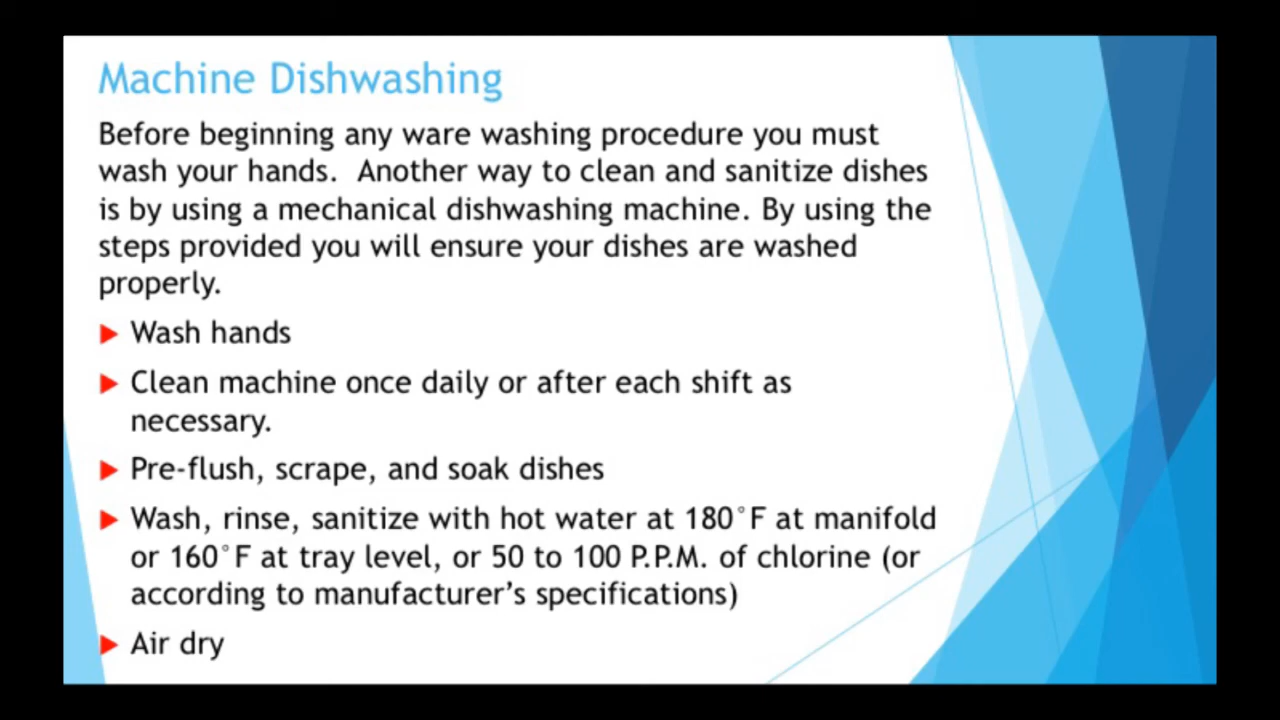 Machine Dishwashing
Before beginning any ware washing procedure you must
wash your hands.  Another way to clean and sanitize dishes
is by using a mechanical dishwashing machine. By using the
steps provided you will ensure your dishes are washed
properly.
Wash hands
Clean machine once daily or after each shift as
necessary.
Pre-flush, scrape, and soak dishes
Wash, rinse, sanitize with hot water at 180°F at manifold
or 160°F at tray level, or 50 to 100 P.P.M. of chlorine (or
according to manufacturer’s specifications)
Air dry